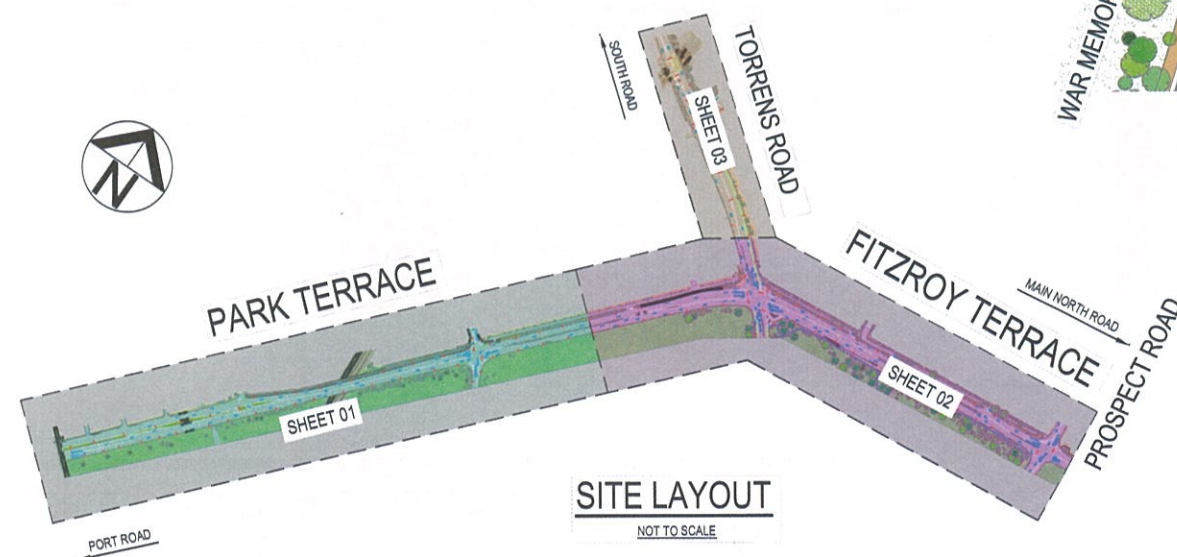 WAR MEMOR
SOUTH ROAD
TORRENS ROAD
SHEET 03
N
PARK TERRACE
FITZROY TERRACE
MAIN NORTH ROAD
PROSPECT ROAD
SHEET 02
SHEET 01
SITE LAYOUT
NOT TO SCALE
PORT ROAD